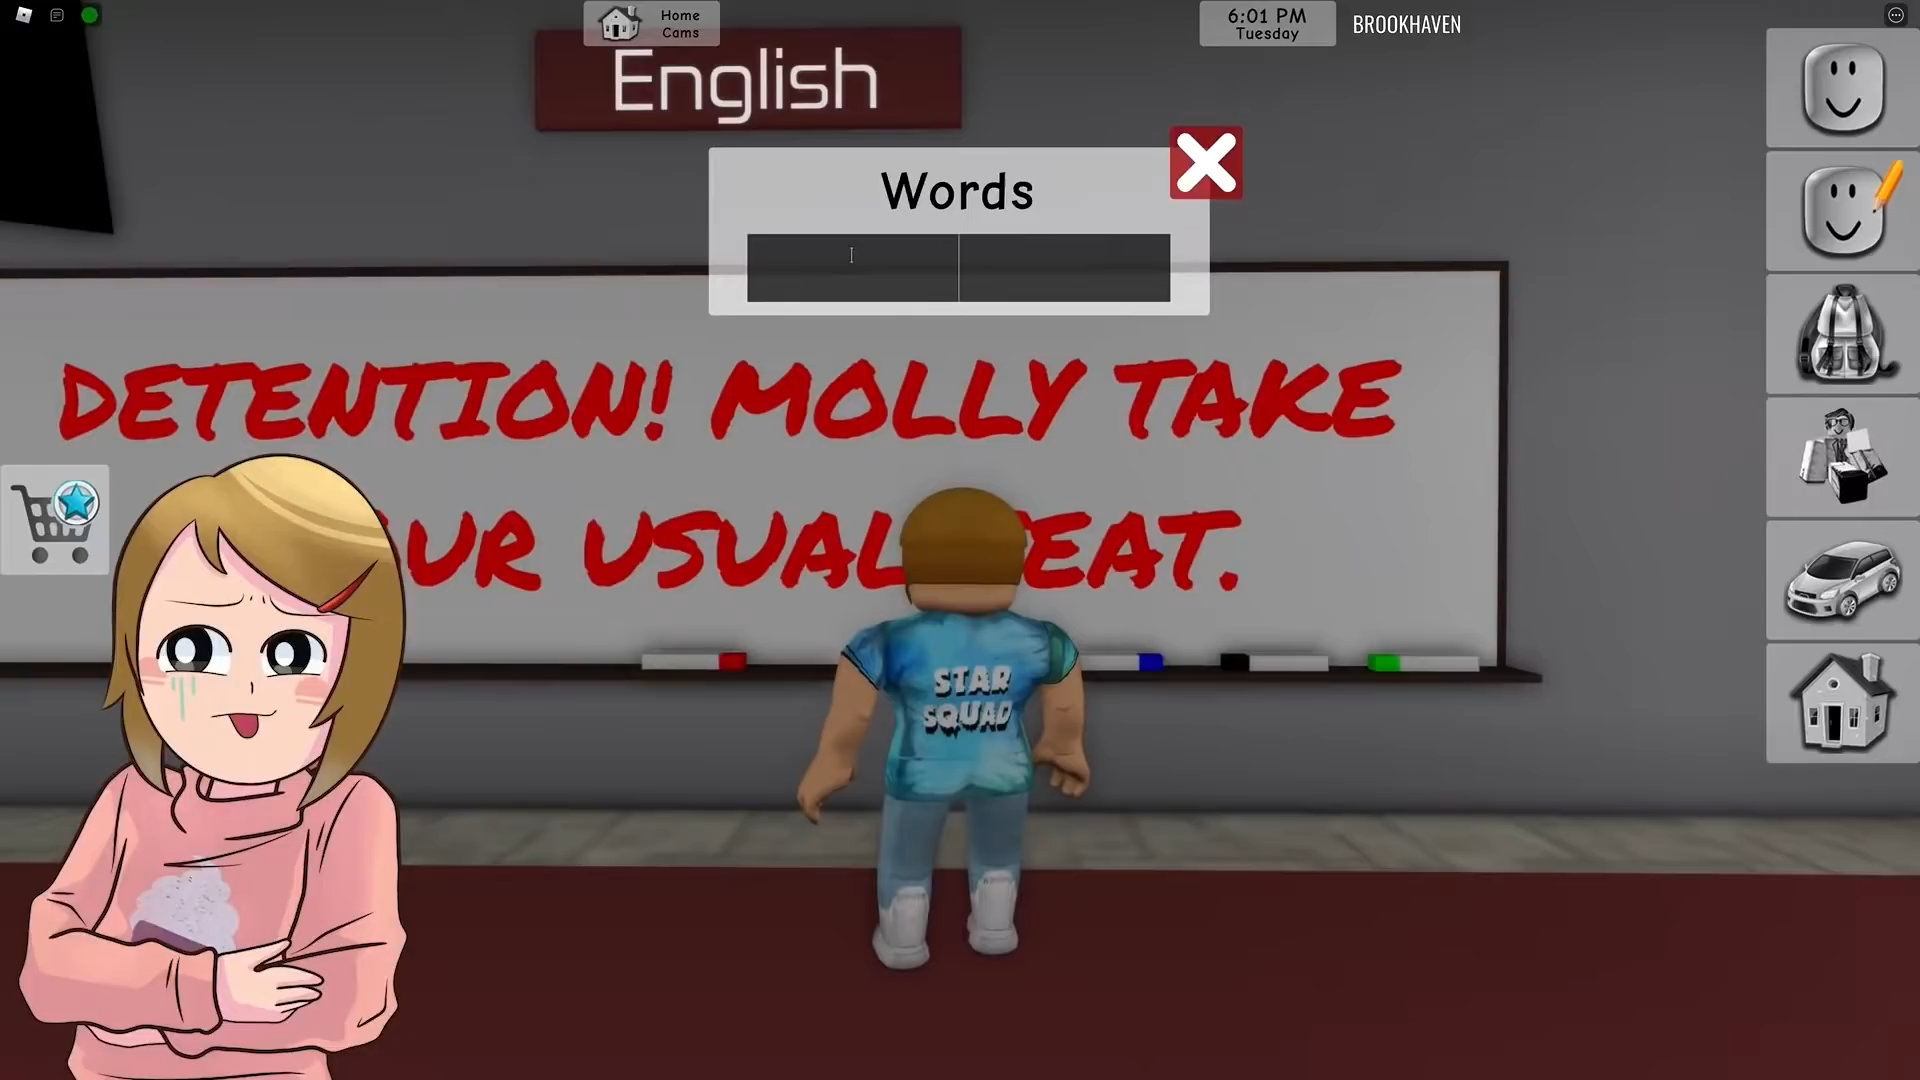 Home
Cams
6:01 PM
Tuesday
BROOKHAVEN
English
Words
DETENTION! MOLLY TAKE
UR USUAL EAT.
STAR
SQUAD